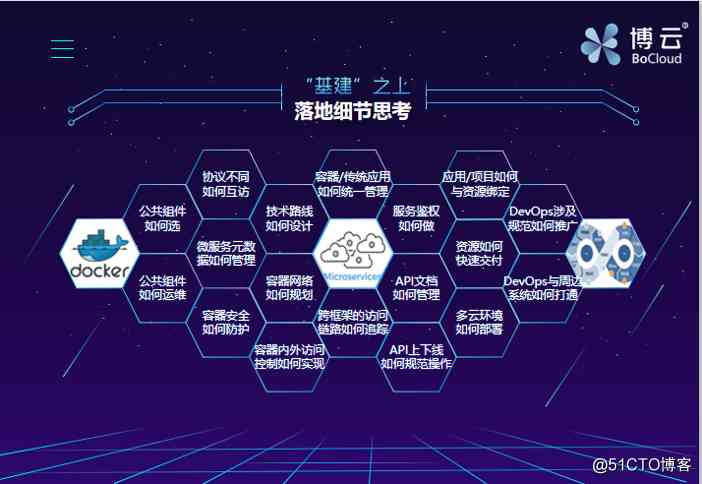 博云®
BoCloud
“基建”之上
落地细节思考
协议不同
如何互访
容器/传统应用
如何统一管理
应用/项目如何
与资源绑定
公共组件
如何选
技术路线
如何设计
服务鉴权
如何做
DevOps涉及
规范如何推广
docker
微服务元数
据如何管理
Microservices
资源如何
快速交付
公共组件
如何运维
容器网络
如何规划
API文档
如何管理
DevOps与周边
系统如何打通
容器安全
如何防护
跨框架的访问
链路如何追踪
多云环境
如何部署
容器内外访问
控制如何实现
API上下线
如何规范操作
@51CTO博客